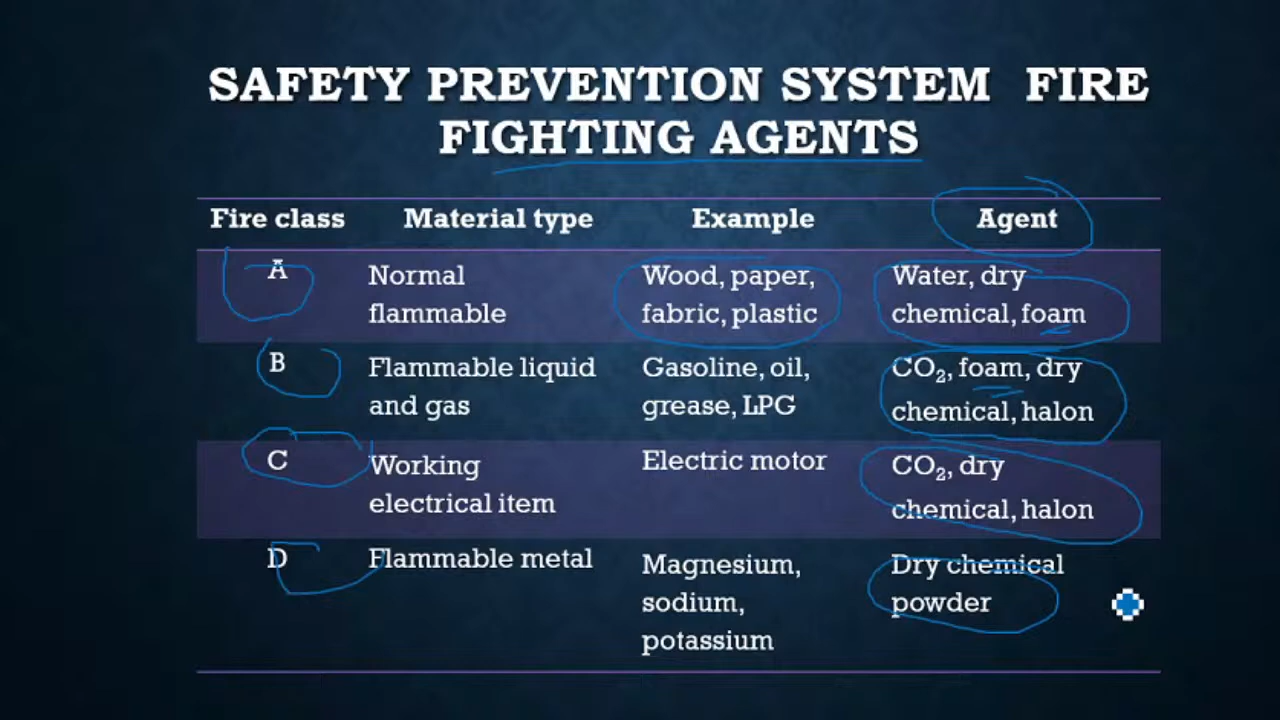 SAFETY PREVENTION SYSTEM FIRE
FIGHTING AGENTS
Fire class Material type Example Agent
A Normal flammable Wood, paper, fabric, plastic Water, dry chemical, foam
B Flammable liquid and gas Gasoline, oil, grease, LPG CO₂, foam, dry chemical, halon
C Working electrical item Electric motor CO₂, dry chemical, halon
D Flammable metal Magnesium, sodium, potassium Dry chemical powder